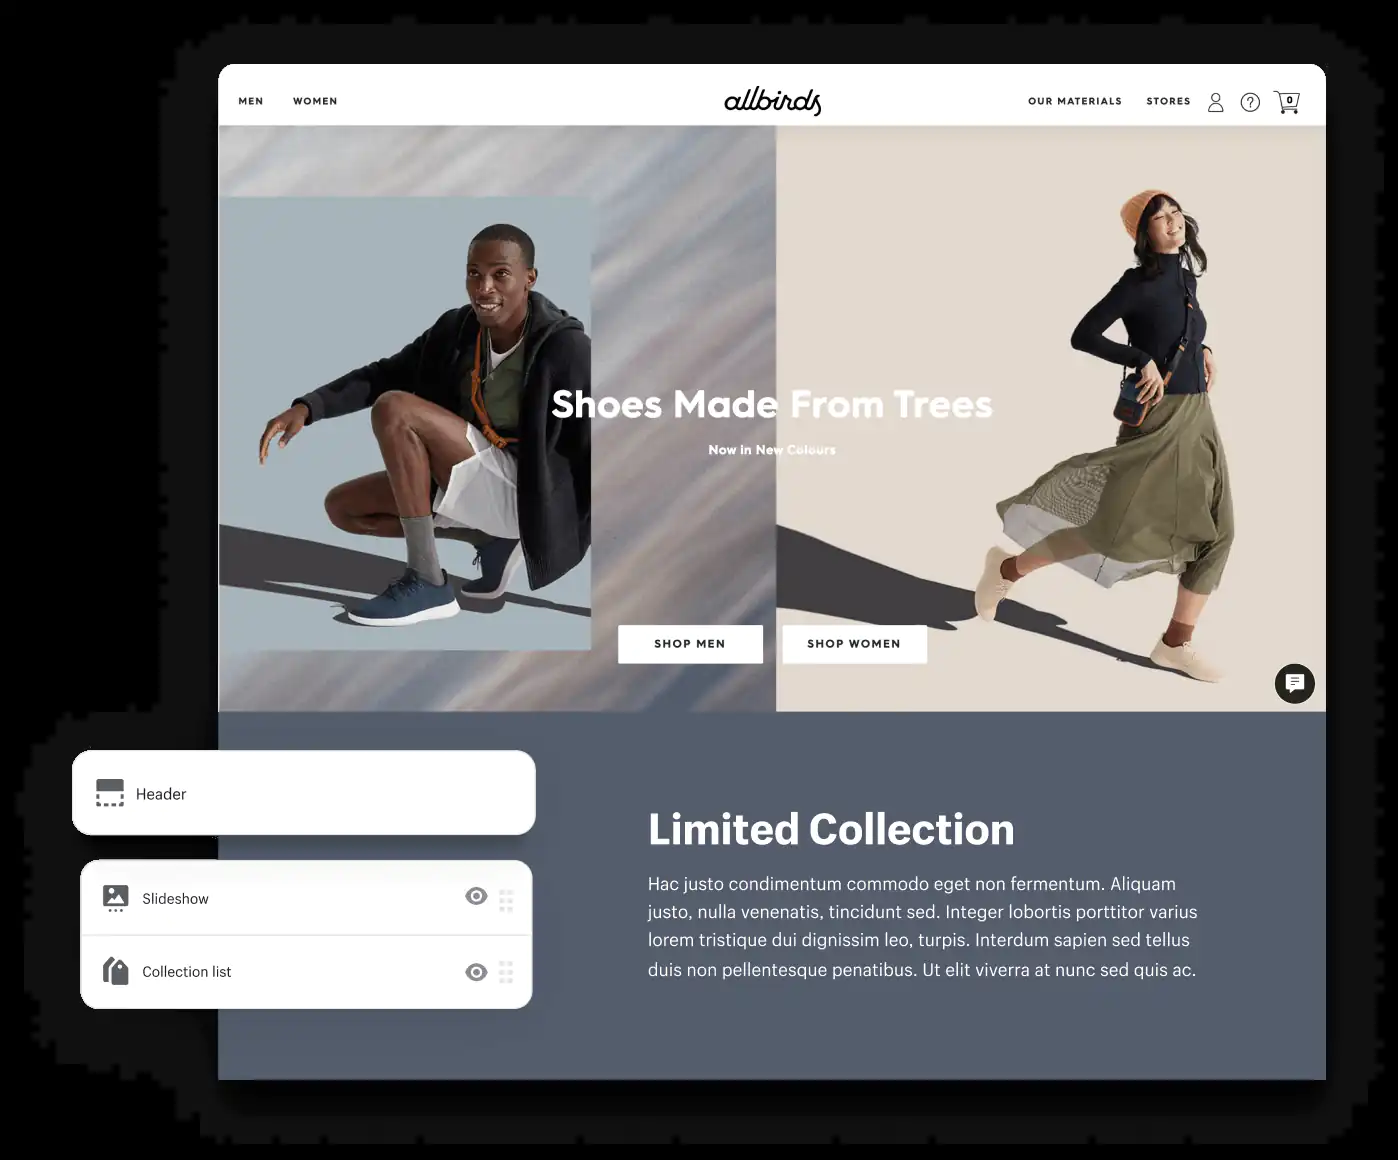 MEN WOMEN allbirds OUR MATERIALS STORES 0
Shoes Made From Trees
Now in New Colours
SHOP MEN SHOP WOMEN
Header
Slideshow
Collection list
Limited Collection
Hac justo condimentum commodo eget non fermentum. Aliquam
justo, nulla venenatis, tincidunt sed. Integer lobortis porttitor varius
lorem tristique dui dignissim leo, turpis. Interdum sapien sed tellus
duis non pellentesque penatibus. Ut elit viverra at nunc sed quis ac.